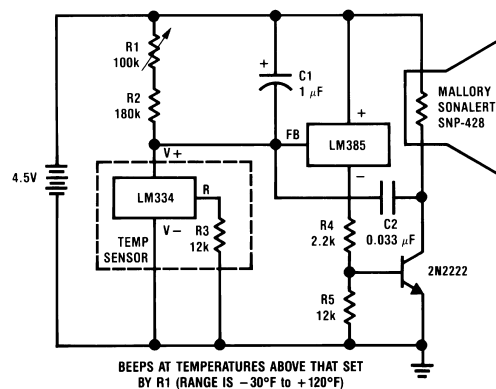 R1
100k
R2
180k
+
C1
1 µF
+
FB
LM385
−
MALLORY
SONALERT
SNP-428
4.5V
V+
LM334
R
V−
TEMP
SENSOR
R3
12k
R4
2.2k
C2
0.033 µF
2N2222
R5
12k
BEEPS AT TEMPERATURES ABOVE THAT SET
BY R1 (RANGE IS −30°F to +120°F)